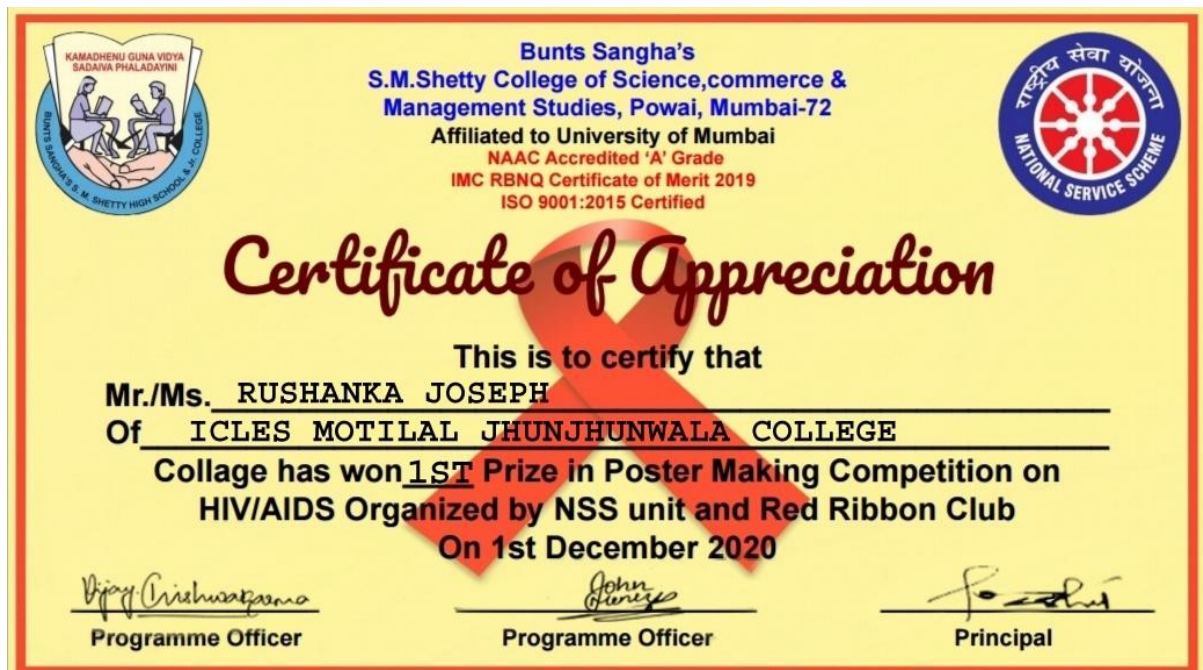 KAMADHENU GUNA VIDYA
SADAIVA PHALADAYINI
BUNTS SANGHA'S S. M. SHETTY HIGH SCHOOL & Jr. COLLEGE
Bunts Sangha's
S.M.Shetty College of Science,commerce &
Management Studies, Powai, Mumbai-72
Affiliated to University of Mumbai
NAAC Accredited 'A' Grade
IMC RBNQ Certificate of Merit 2019
ISO 9001:2015 Certified
राष्ट्रीय सेवा योजना
NATIONAL SERVICE SCHEME
Certificate of Appreciation
This is to certify that
Mr./Ms. RUSHANKA JOSEPH
Of ICLES MOTILAL JHUNJHUNWALA COLLEGE
Collage has won 1ST Prize in Poster Making Competition on
HIV/AIDS Organized by NSS unit and Red Ribbon Club
On 1st December 2020
Vijay John
Programme Officer Programme Officer Principal